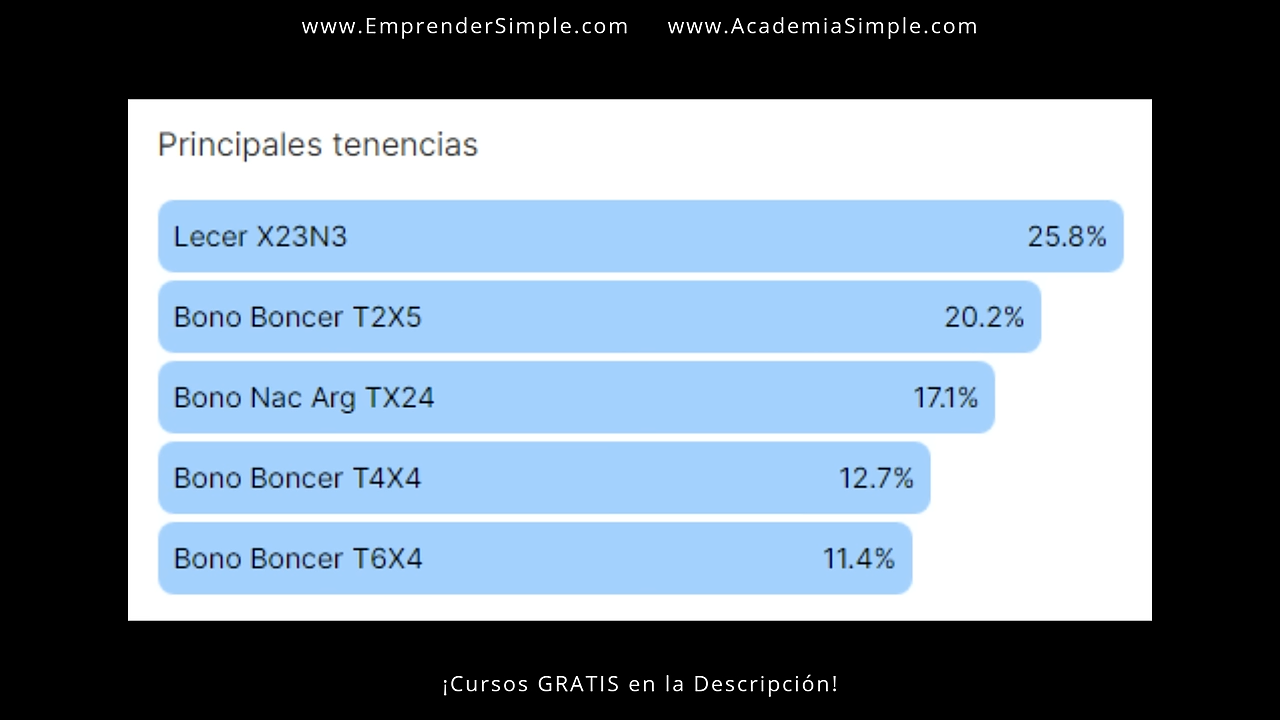 www.EmprenderSimple.com www.AcademiaSimple.com
Principales tenencias
Lecer X23N3 25.8%
Bono Boncer T2X5 20.2%
Bono Nac Arg TX24 17.1%
Bono Boncer T4X4 12.7%
Bono Boncer T6X4 11.4%
¡Cursos GRATIS en la Descripción!